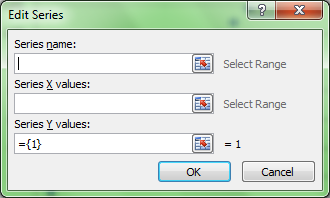 Edit Series
?
Series name:
Select Range
Series X values:
Select Range
Series Y values:
={1} = 1
OK Cancel